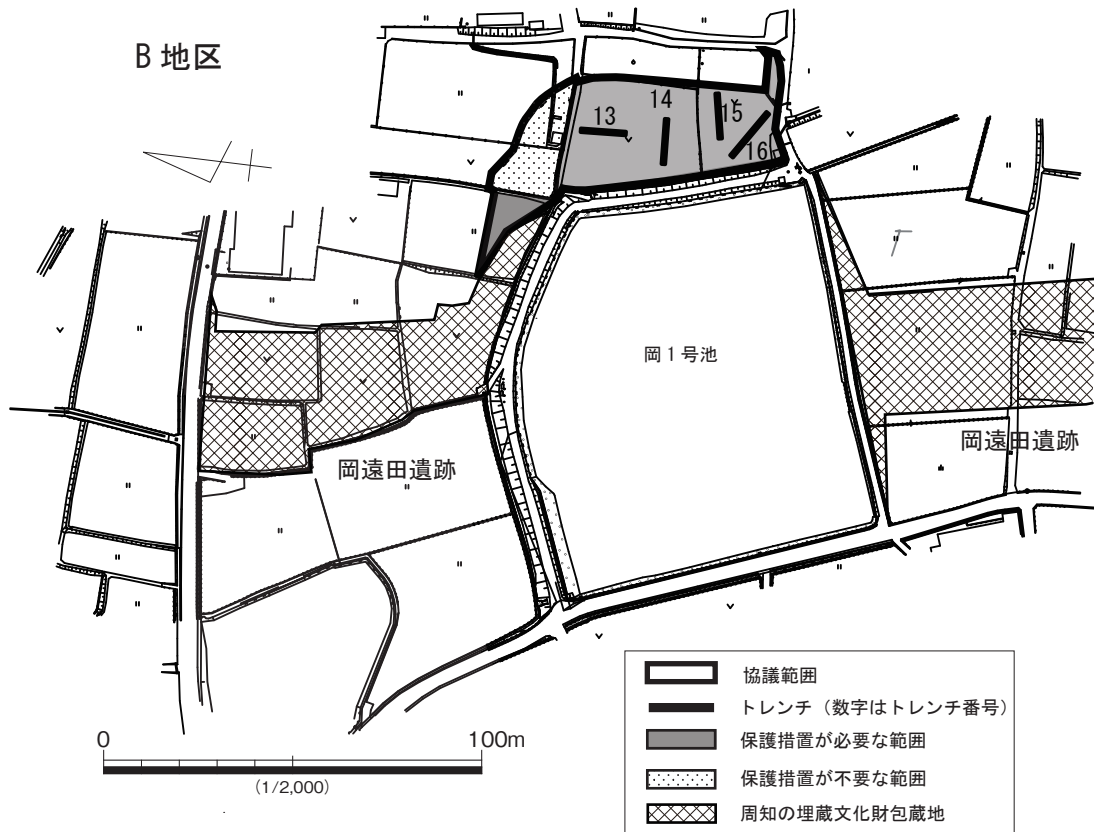 B 地区
13
14
15
16
岡１号池
岡遠田遺跡
岡遠田遺跡
0 100m
(1/2,000)
協議範囲
トレンチ（数字はトレンチ番号）
保護措置が必要な範囲
保護措置が不要な範囲
周知の埋蔵文化財包蔵地